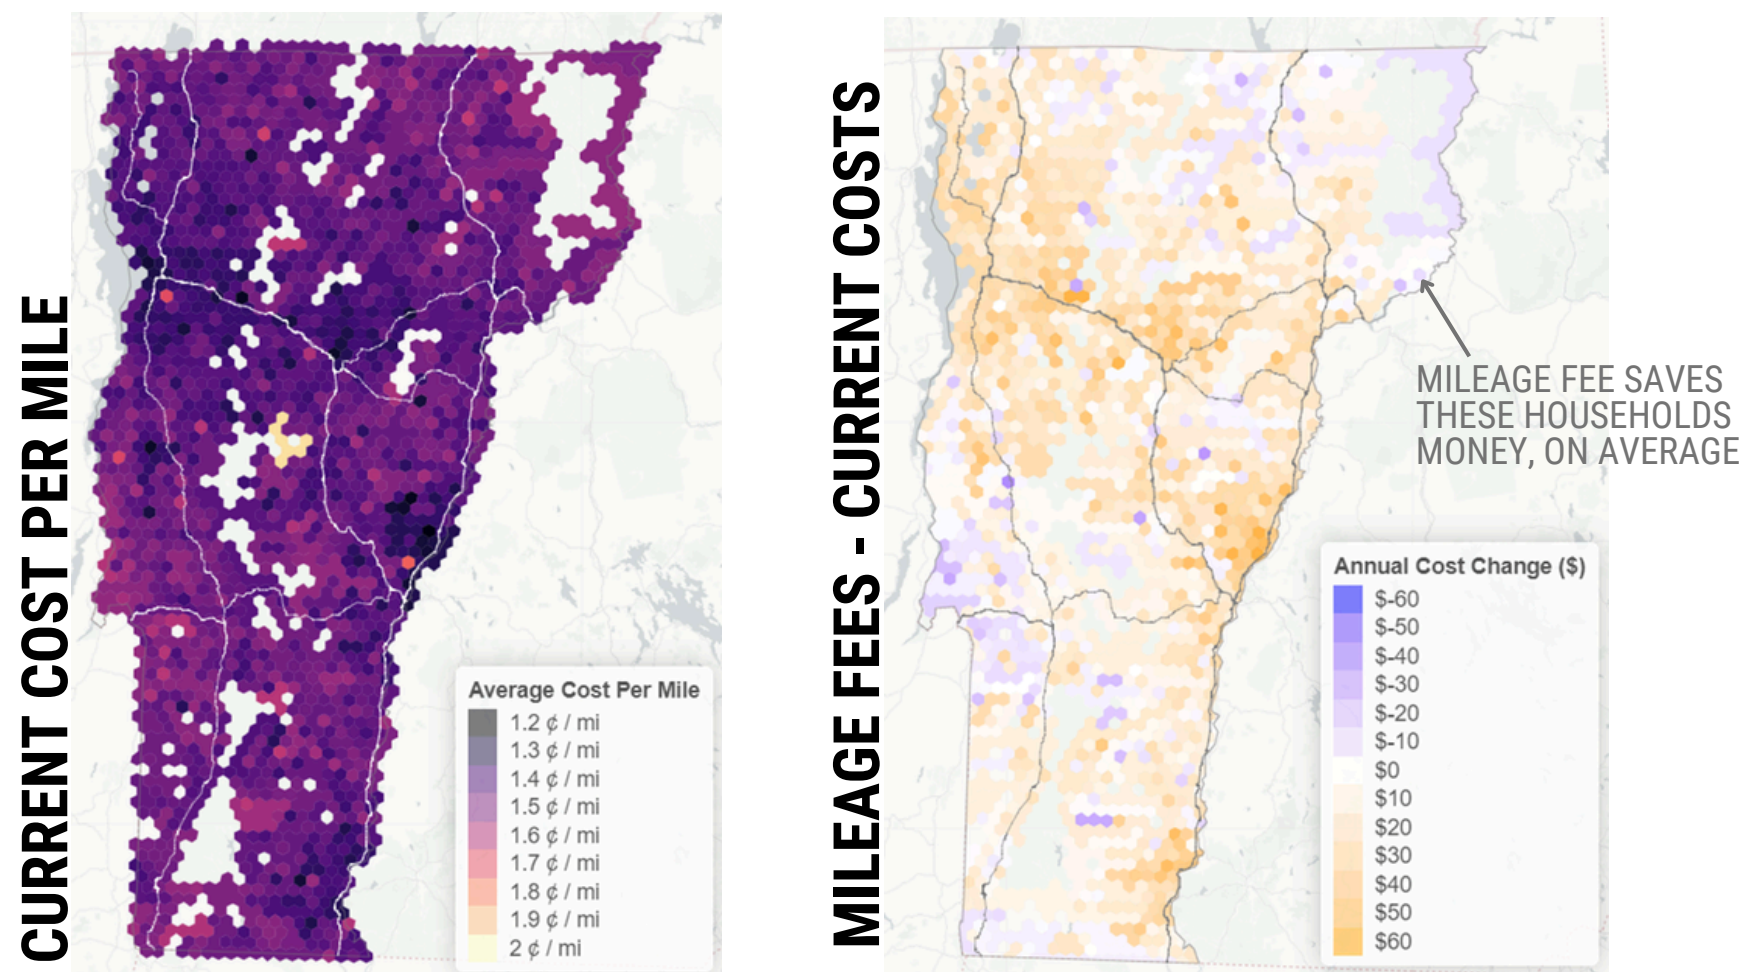 CURRENT COST PER MILE
Average Cost Per Mile
1.2 ¢ / mi
1.3 ¢ / mi
1.4 ¢ / mi
1.5 ¢ / mi
1.6 ¢ / mi
1.7 ¢ / mi
1.8 ¢ / mi
1.9 ¢ / mi
2 ¢ / mi
MILEAGE FEES - CURRENT COSTS
MILEAGE FEE SAVES
THESE HOUSEHOLDS
MONEY, ON AVERAGE
Annual Cost Change ($)
$-60
$-50
$-40
$-30
$-20
$-10
$0
$10
$20
$30
$40
$50
$60